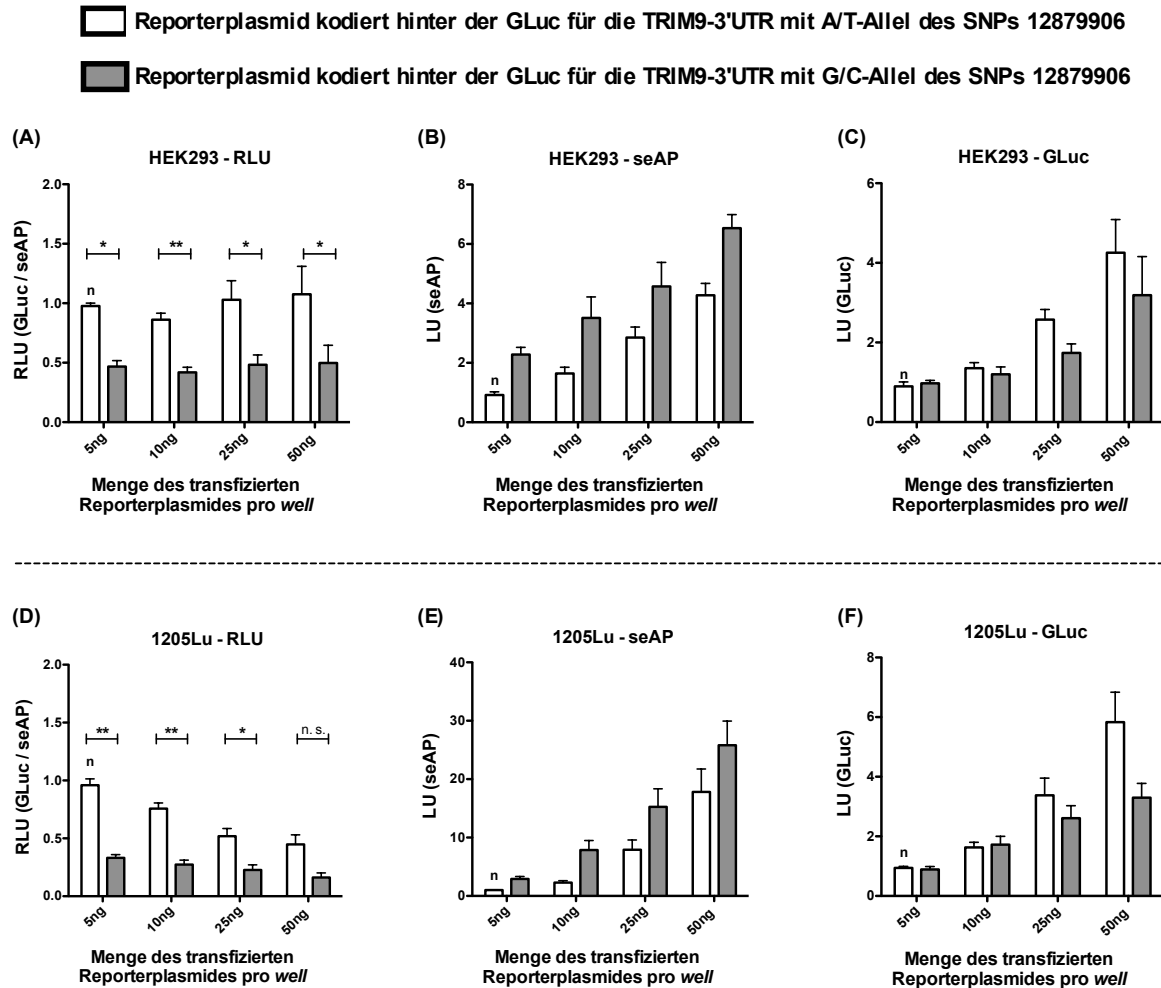 Reporterplasmid kodiert hinter der GLuc für die TRIM9-3'UTR mit A/T-Allel des SNPs 12879906
Reporterplasmid kodiert hinter der GLuc für die TRIM9-3'UTR mit G/C-Allel des SNPs 12879906
(A)
HEK293 - RLU
RLU (GLuc / seAP)
2.0
1.5
1.0
0.5
0.0
*
**
*
*
n
5ng
10ng
25ng
50ng
Menge des transfizierten
Reporterplasmides pro well
(B)
HEK293 - seAP
LU (seAP)
8
6
4
2
0
n
5ng
10ng
25ng
50ng
Menge des transfizierten
Reporterplasmides pro well
(C)
HEK293 - GLuc
LU (GLuc)
6
4
2
0
n
5ng
10ng
25ng
50ng
Menge des transfizierten
Reporterplasmides pro well
(D)
1205Lu - RLU
RLU (GLuc / seAP)
2.0
1.5
1.0
0.5
0.0
**
**
*
n. s.
n
5ng
10ng
25ng
50ng
Menge des transfizierten
Reporterplasmides pro well
(E)
1205Lu - seAP
LU (seAP)
40
30
20
10
0
n
5ng
10ng
25ng
50ng
Menge des transfizierten
Reporterplasmides pro well
(F)
1205Lu - GLuc
LU (GLuc)
8
6
4
2
0
n
5ng
10ng
25ng
50ng
Menge des transfizierten
Reporterplasmides pro well